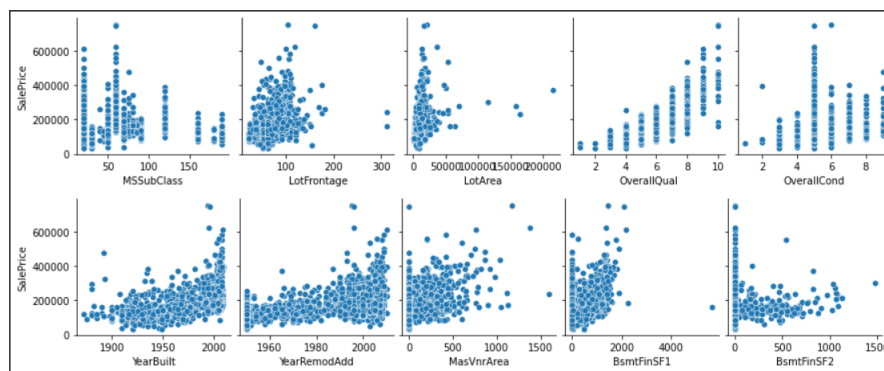 600000
400000
200000
0
SalePrice
50 100 150
100 200 300
0 50000 100000 150000 200000
2 4 6 8 10
2 4 6 8
MSSubClass LotFrontage LotArea OverallQual OverallCond
600000
400000
200000
0
SalePrice
1900 1950 2000
1960 1980 2000
0 500 1000 1500
0 2000 4000
0 500 1000 1500
YearBuilt YearRemodAdd MasVnrArea BsmtFinSF1 BsmtFinSF2